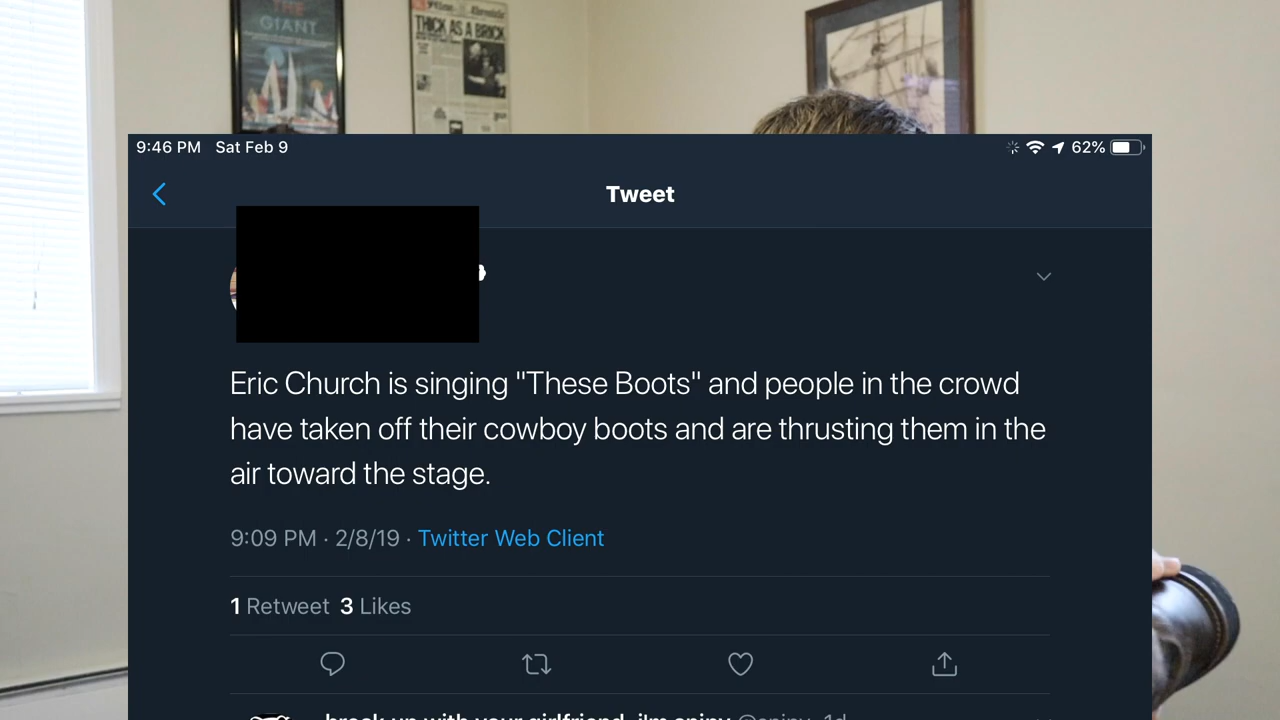 THE
GIANT
THICK AS A BRICK
9:46 PM Sat Feb 9
62%
Tweet
Eric Church is singing "These Boots" and people in the crowd
have taken off their cowboy boots and are thrusting them in the
air toward the stage.
9:09 PM · 2/8/19 · Twitter Web Client
1 Retweet 3 Likes